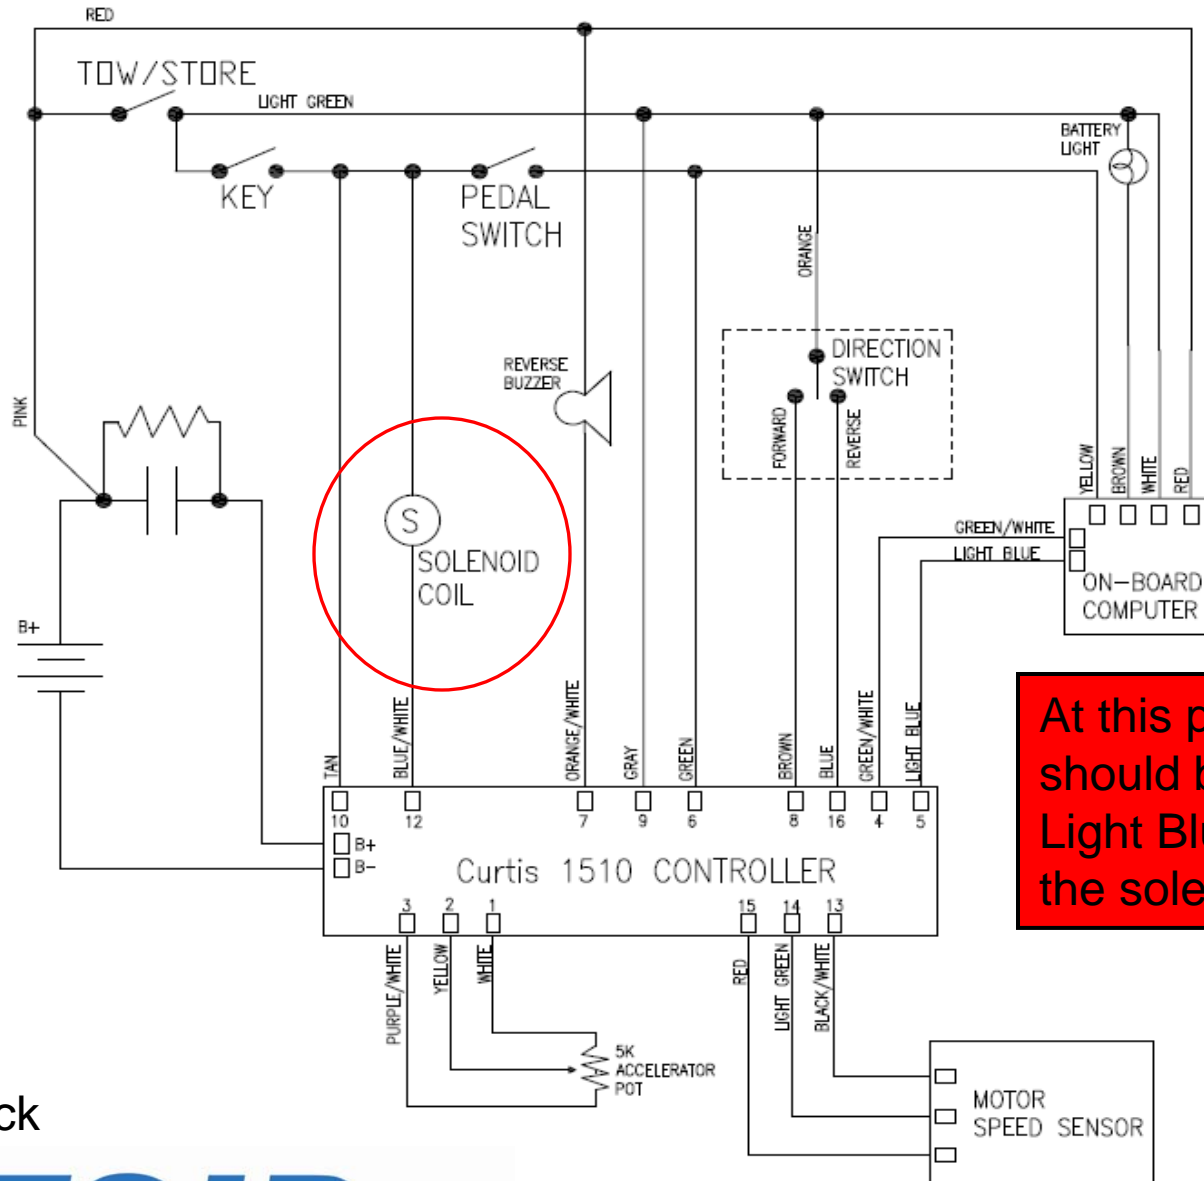 RED
TOW/STORE
LIGHT GREEN
BATTERY
LIGHT
KEY
PEDAL
SWITCH
ORANGE
DIRECTION
SWITCH
REVERSE
BUZZER
PINK
FORWARD
REVERSE
YELLOW
BROWN
WHITE
RED
S
SOLENOID
COIL
GREEN/WHITE
LIGHT BLUE
ON-BOARD
COMPUTER
B+
TAN
BLUE/WHITE
ORANGE/WHITE
GRAY
GREEN
BROWN
BLUE
GREEN/WHITE
LIGHT BLUE
At this p
should b
Light Blu
the sole
10
12
7
9
6
8
16
4
5
B+
B-
Curtis 1510 CONTROLLER
3
2
1
15
14
13
PURPLE/WHITE
YELLOW
WHITE
RED
LIGHT GREEN
BLACK/WHITE
5K
ACCELERATOR
POT
MOTOR
SPEED SENSOR
ck